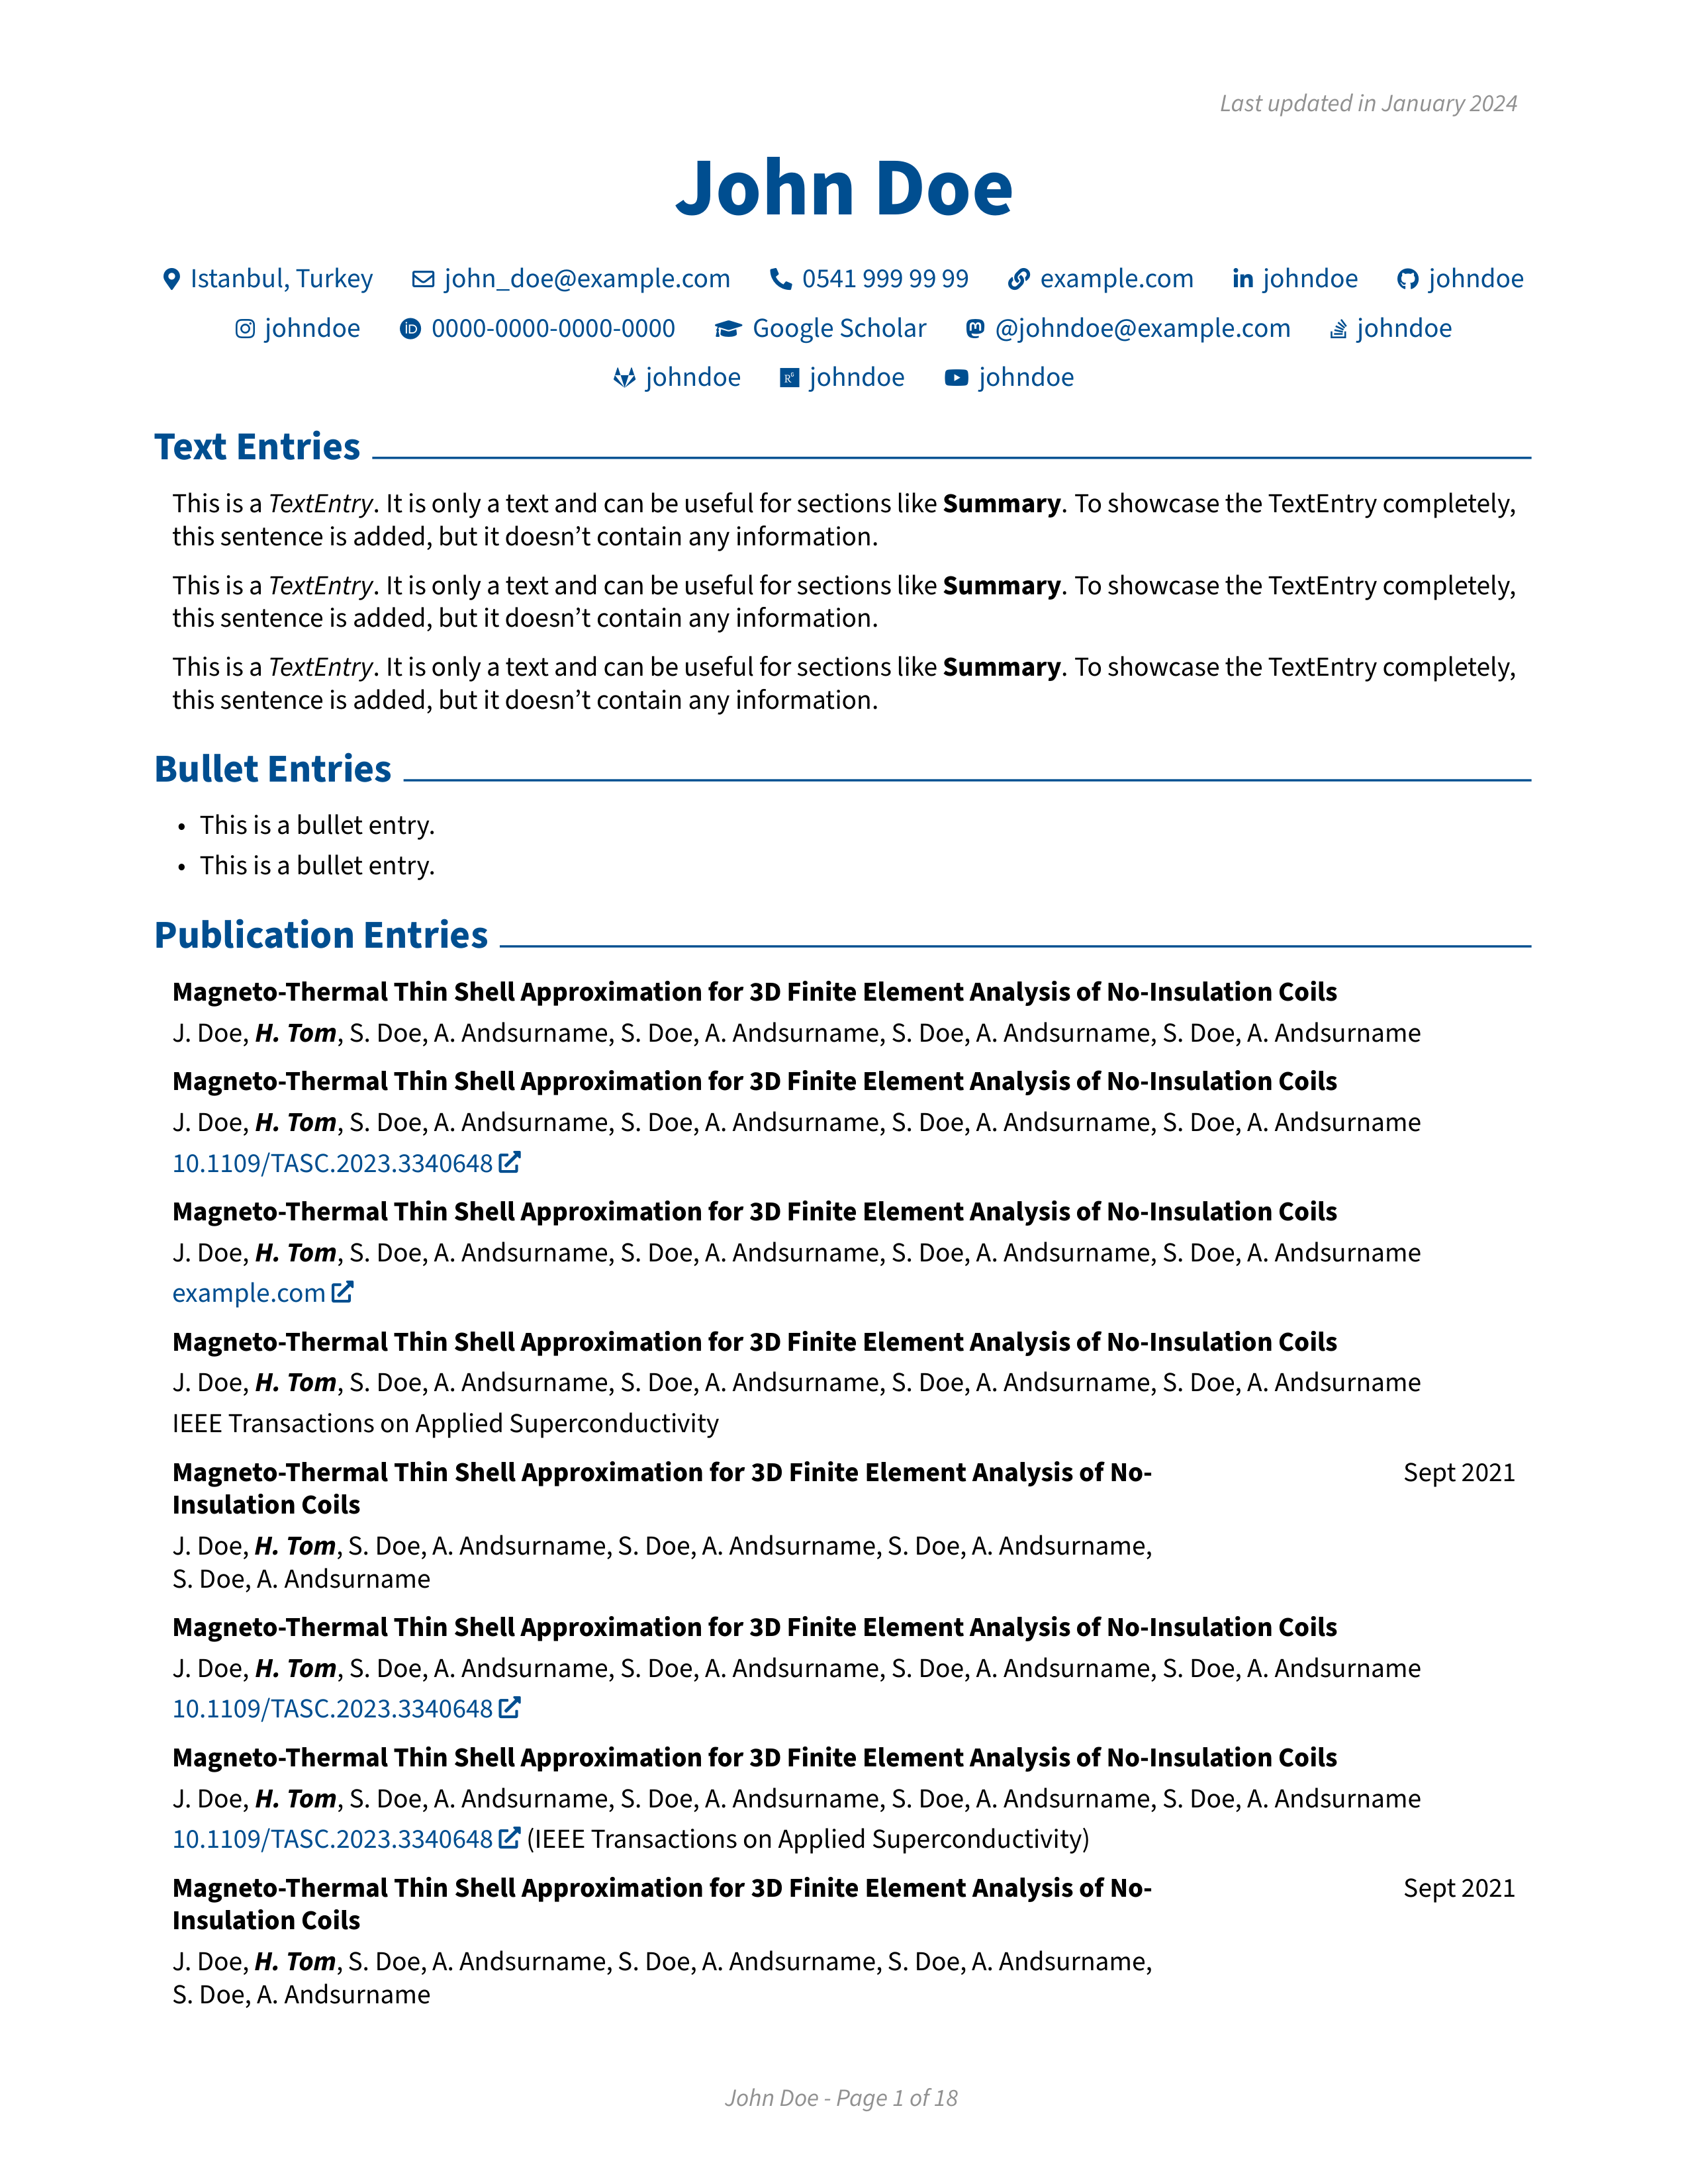 Last updated in January 2024
John Doe
Istanbul, Turkey john_doe@example.com 0541 999 99 99 example.com johndoe johndoe
johndoe 0000-0000-0000-0000 Google Scholar @johndoe@example.com johndoe
johndoe johndoe johndoe
Text Entries
This is a TextEntry. It is only a text and can be useful for sections like Summary. To showcase the TextEntry completely,
this sentence is added, but it doesn’t contain any information.
This is a TextEntry. It is only a text and can be useful for sections like Summary. To showcase the TextEntry completely,
this sentence is added, but it doesn’t contain any information.
This is a TextEntry. It is only a text and can be useful for sections like Summary. To showcase the TextEntry completely,
this sentence is added, but it doesn’t contain any information.
Bullet Entries
• This is a bullet entry.
• This is a bullet entry.
Publication Entries
Magneto-Thermal Thin Shell Approximation for 3D Finite Element Analysis of No-Insulation Coils
J. Doe, H. Tom, S. Doe, A. Andsurname, S. Doe, A. Andsurname, S. Doe, A. Andsurname, S. Doe, A. Andsurname
Magneto-Thermal Thin Shell Approximation for 3D Finite Element Analysis of No-Insulation Coils
J. Doe, H. Tom, S. Doe, A. Andsurname, S. Doe, A. Andsurname, S. Doe, A. Andsurname, S. Doe, A. Andsurname
10.1109/TASC.2023.3340648
Magneto-Thermal Thin Shell Approximation for 3D Finite Element Analysis of No-Insulation Coils
J. Doe, H. Tom, S. Doe, A. Andsurname, S. Doe, A. Andsurname, S. Doe, A. Andsurname, S. Doe, A. Andsurname
example.com
Magneto-Thermal Thin Shell Approximation for 3D Finite Element Analysis of No-Insulation Coils
J. Doe, H. Tom, S. Doe, A. Andsurname, S. Doe, A. Andsurname, S. Doe, A. Andsurname, S. Doe, A. Andsurname
IEEE Transactions on Applied Superconductivity
Magneto-Thermal Thin Shell Approximation for 3D Finite Element Analysis of No- Sept 2021
Insulation Coils
J. Doe, H. Tom, S. Doe, A. Andsurname, S. Doe, A. Andsurname, S. Doe, A. Andsurname,
S. Doe, A. Andsurname
Magneto-Thermal Thin Shell Approximation for 3D Finite Element Analysis of No-Insulation Coils
J. Doe, H. Tom, S. Doe, A. Andsurname, S. Doe, A. Andsurname, S. Doe, A. Andsurname, S. Doe, A. Andsurname
10.1109/TASC.2023.3340648
Magneto-Thermal Thin Shell Approximation for 3D Finite Element Analysis of No-Insulation Coils
J. Doe, H. Tom, S. Doe, A. Andsurname, S. Doe, A. Andsurname, S. Doe, A. Andsurname, S. Doe, A. Andsurname
10.1109/TASC.2023.3340648 (IEEE Transactions on Applied Superconductivity)
Magneto-Thermal Thin Shell Approximation for 3D Finite Element Analysis of No- Sept 2021
Insulation Coils
J. Doe, H. Tom, S. Doe, A. Andsurname, S. Doe, A. Andsurname, S. Doe, A. Andsurname,
S. Doe, A. Andsurname
John Doe - Page 1 of 18